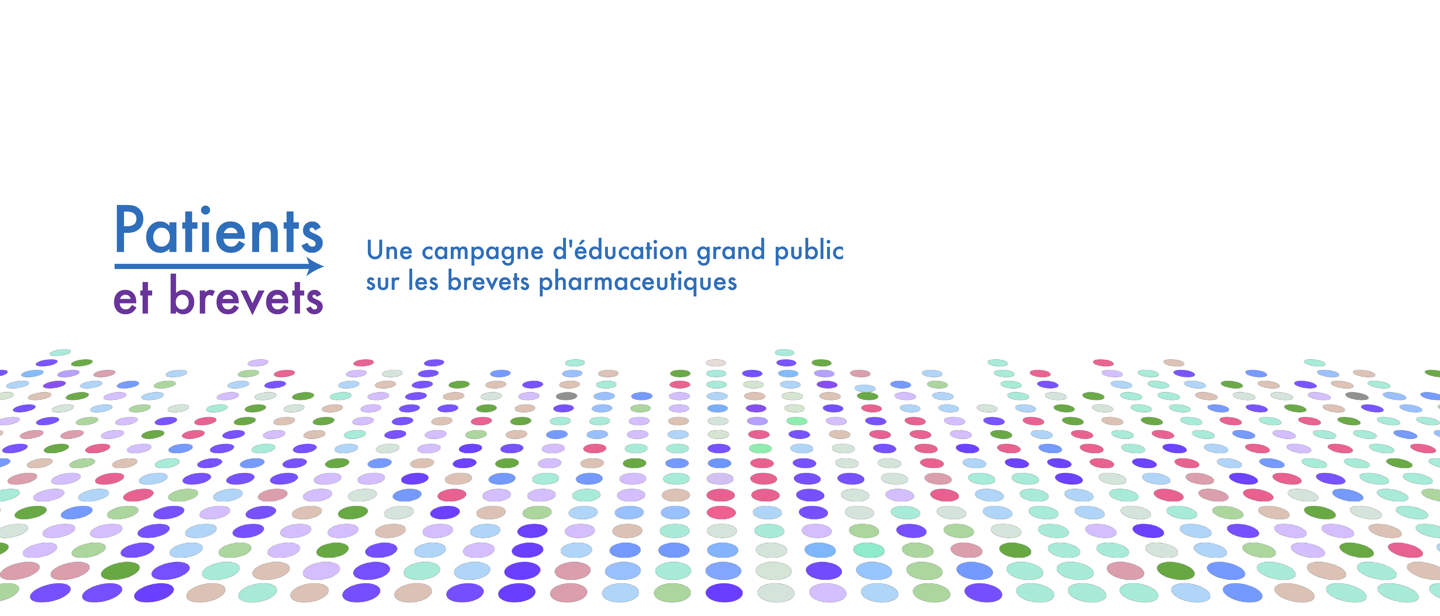 Patients
et brevets
Une campagne d'éducation grand public
sur les brevets pharmaceutiques